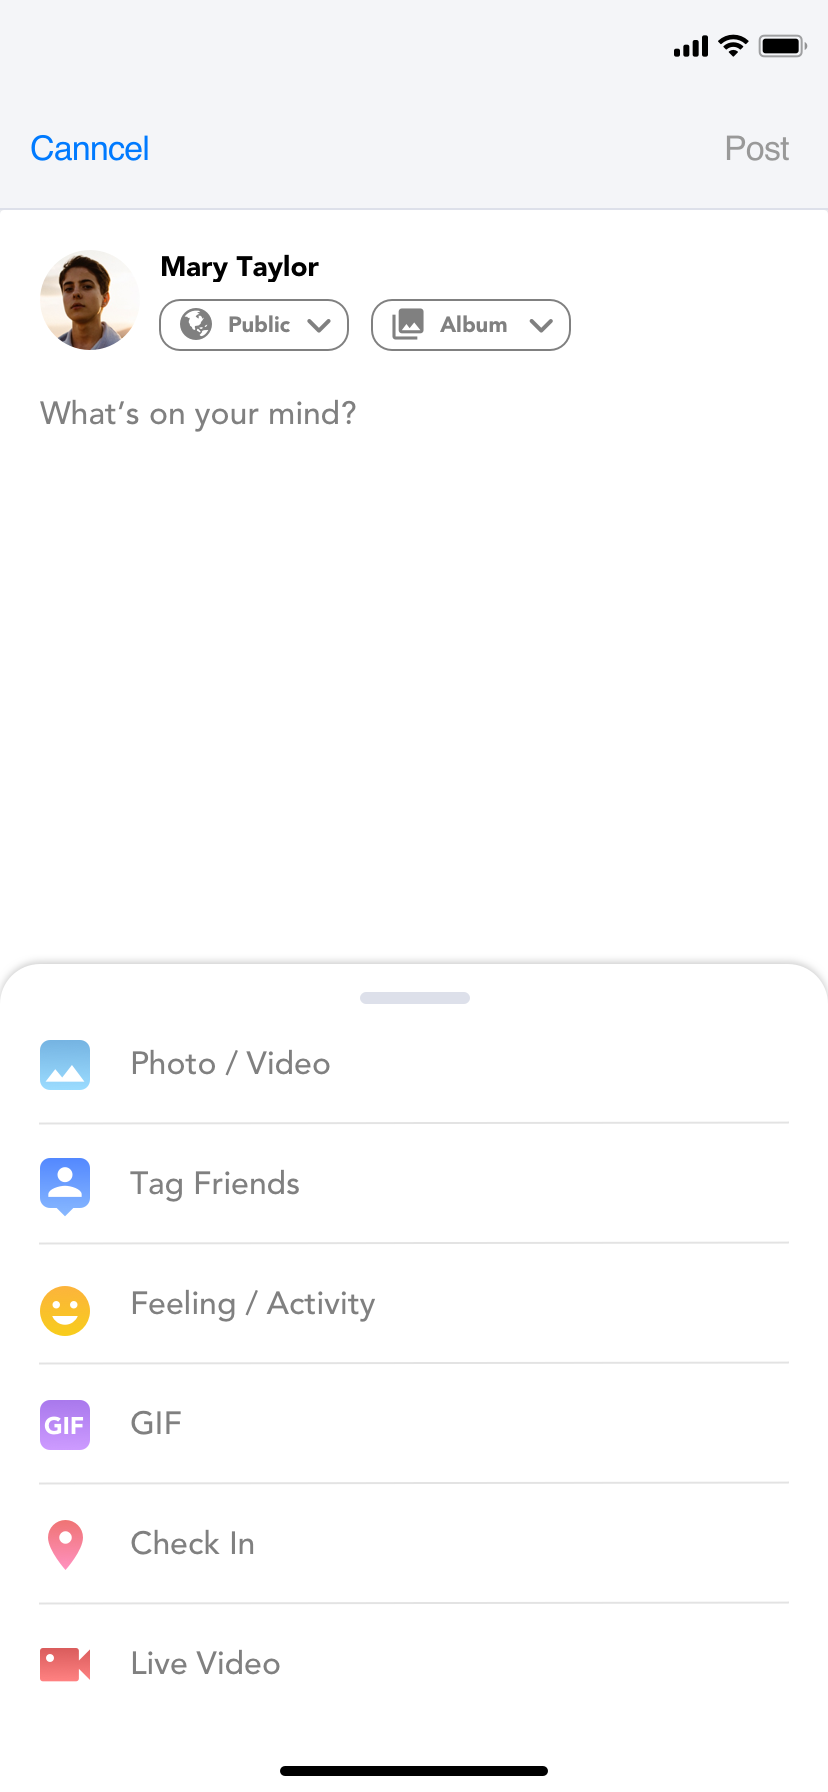 Canncel
Post
Mary Taylor
Public
Album
What's on your mind?
Photo / Video
Tag Friends
Feeling / Activity
GIF GIF
Check In
Live Video